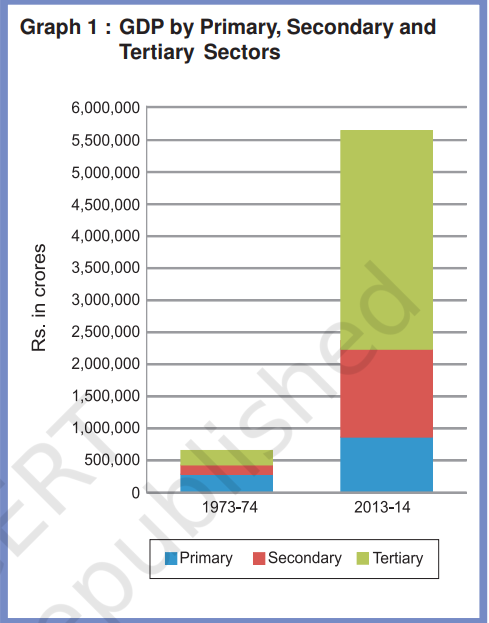 Graph 1 : GDP by Primary, Secondary and
Tertiary Sectors
6,000,000
5,500,000
5,000,000
4,500,000
4,000,000
3,500,000
3,000,000
2,500,000
2,000,000
1,500,000
1,000,000
500,000
0
Rs. in crores
1973-74
2013-14
Primary
Secondary
Tertiary
ERT
epublished